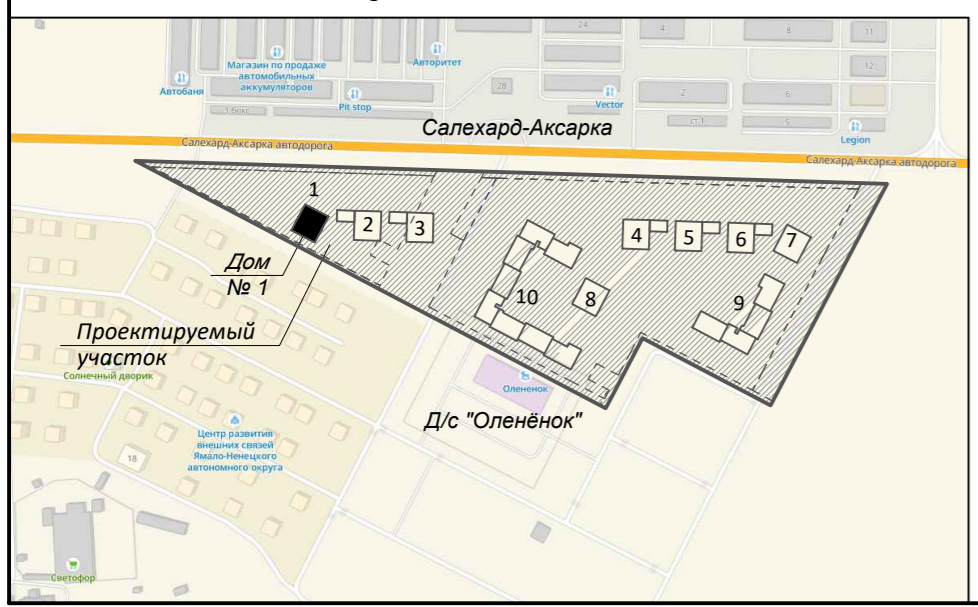 24
4
8
11
Магазин по продаже
автомобильных
аккумуляторов
Авторитет
12
Автобаня
28
Pit stop
Vector
2
6
1 бокс
ст 1
5
Салехард-Аксарка
Legion
Салехард-Аксарка автодорога
Салехард-Аксарка автодорога
1
2
3
4
5
6
7
Дом
№ 1
10
8
9
Проектируемый
участок
Солнечный дворик
Олененок
Д/с "Оленёнок"
Центр развития
внешних связей
Ямало-Ненецкого
автономного округа
18
Светофор